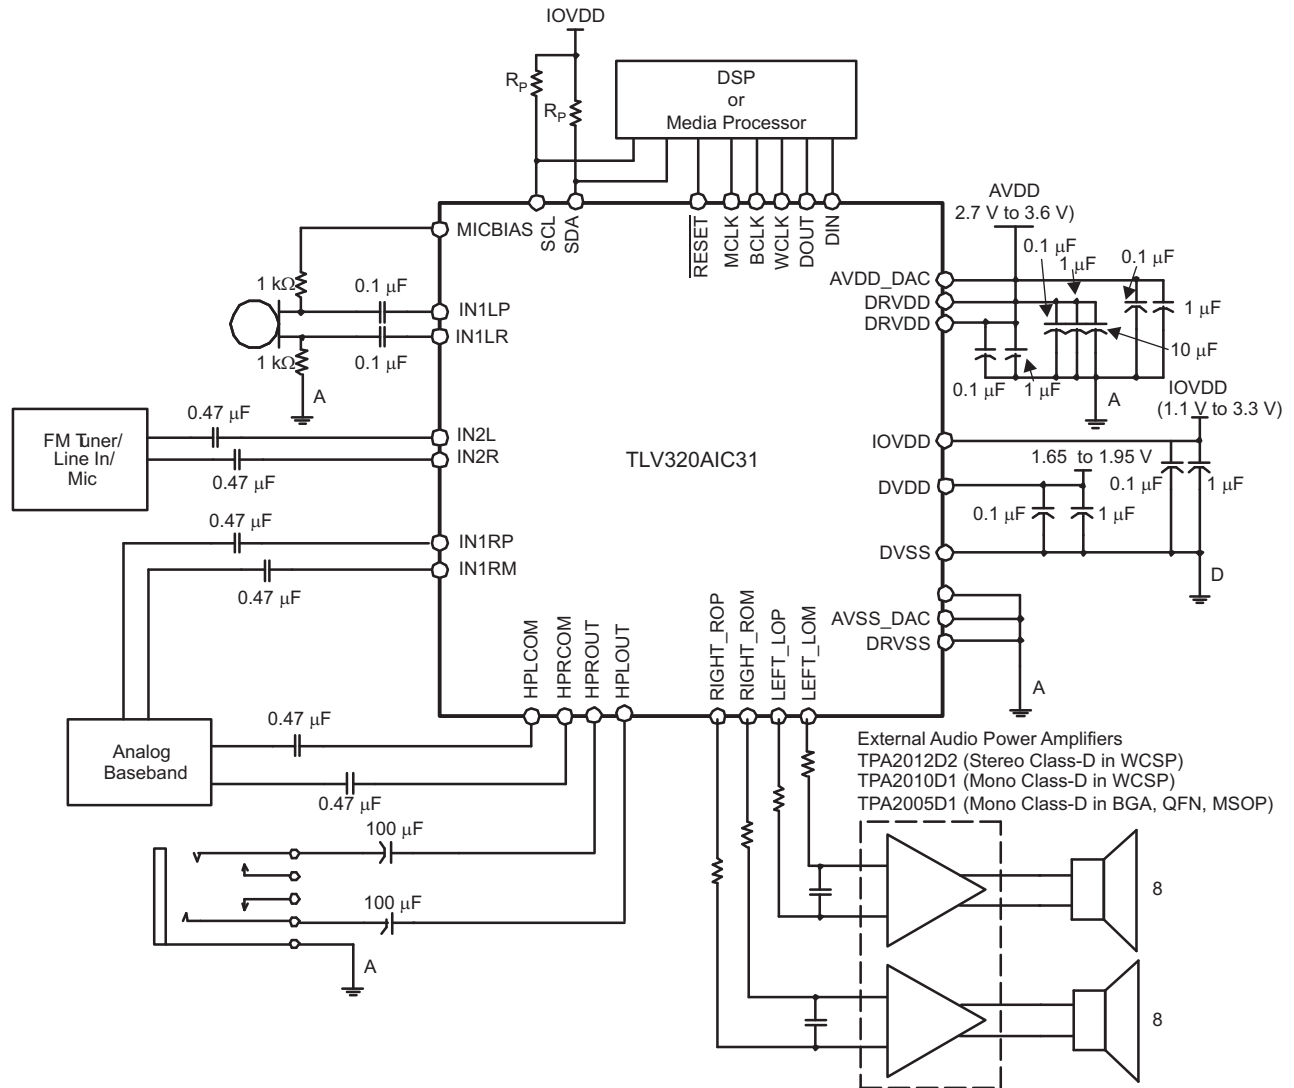 IOVDD
RP
RP
DSP
or
Media Processor
SCL
SDA
RESET
MCLK
BCLK
WCLK
DOUT
DIN
AVDD
2.7 V to 3.6 V)
0.1 μF
1 μF
0.1 μF
1 μF
10 μF
0.1 μF
1 μF
A
MICBIAS
1 kΩ
0.1 μF
IN1LP
IN1LR
1 kΩ
0.1 μF
A
AVDD_DAC
DRVDD
DRVDD
IOVDD
(1.1 V to 3.3 V)
FM Tuner/
Line In/
Mic
0.47 μF
IN2L
IN2R
0.47 μF
TLV320AIC31
IOVDD
1.65 to 1.95 V
0.1 μF
1 μF
DVDD
0.1 μF
1 μF
0.47 μF
IN1RP
IN1RM
0.47 μF
DVSS
D
AVSS_DAC
DRVSS
A
HPLCOM
HPRCOM
HPROUT
HPLOUT
RIGHT_ROP
RIGHT_ROM
LEFT_LOP
LEFT_LOM
Analog
Baseband
0.47 μF
0.47 μF
External Audio Power Amplifiers
TPA2012D2 (Stereo Class-D in WCSP)
TPA2010D1 (Mono Class-D in WCSP)
TPA2005D1 (Mono Class-D in BGA, QFN, MSOP)
100 μF
100 μF
A
8
8